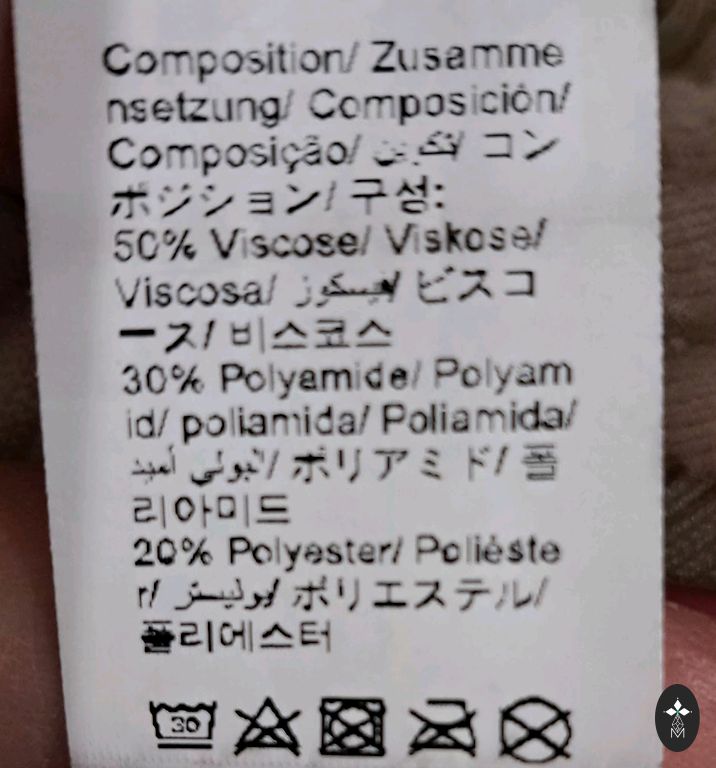 Composition/ Zusamme
nsetzung/ Composición/
Composição/ تكوين/ コン
ポジション/ 구성:
50% Viscose/ Viskose/
Viscosa/ فيسكوز/ ビスコ
ース/ 비스코스
30% Polyamide/ Polyam
id/ poliamida/ Poliamida/
البولي أميد/ ポリアミド/ 폴
리아미드
20% Polyester/ Poliéste
r/ بوليستر/ ポリエステル/
폴리에스터
30
M